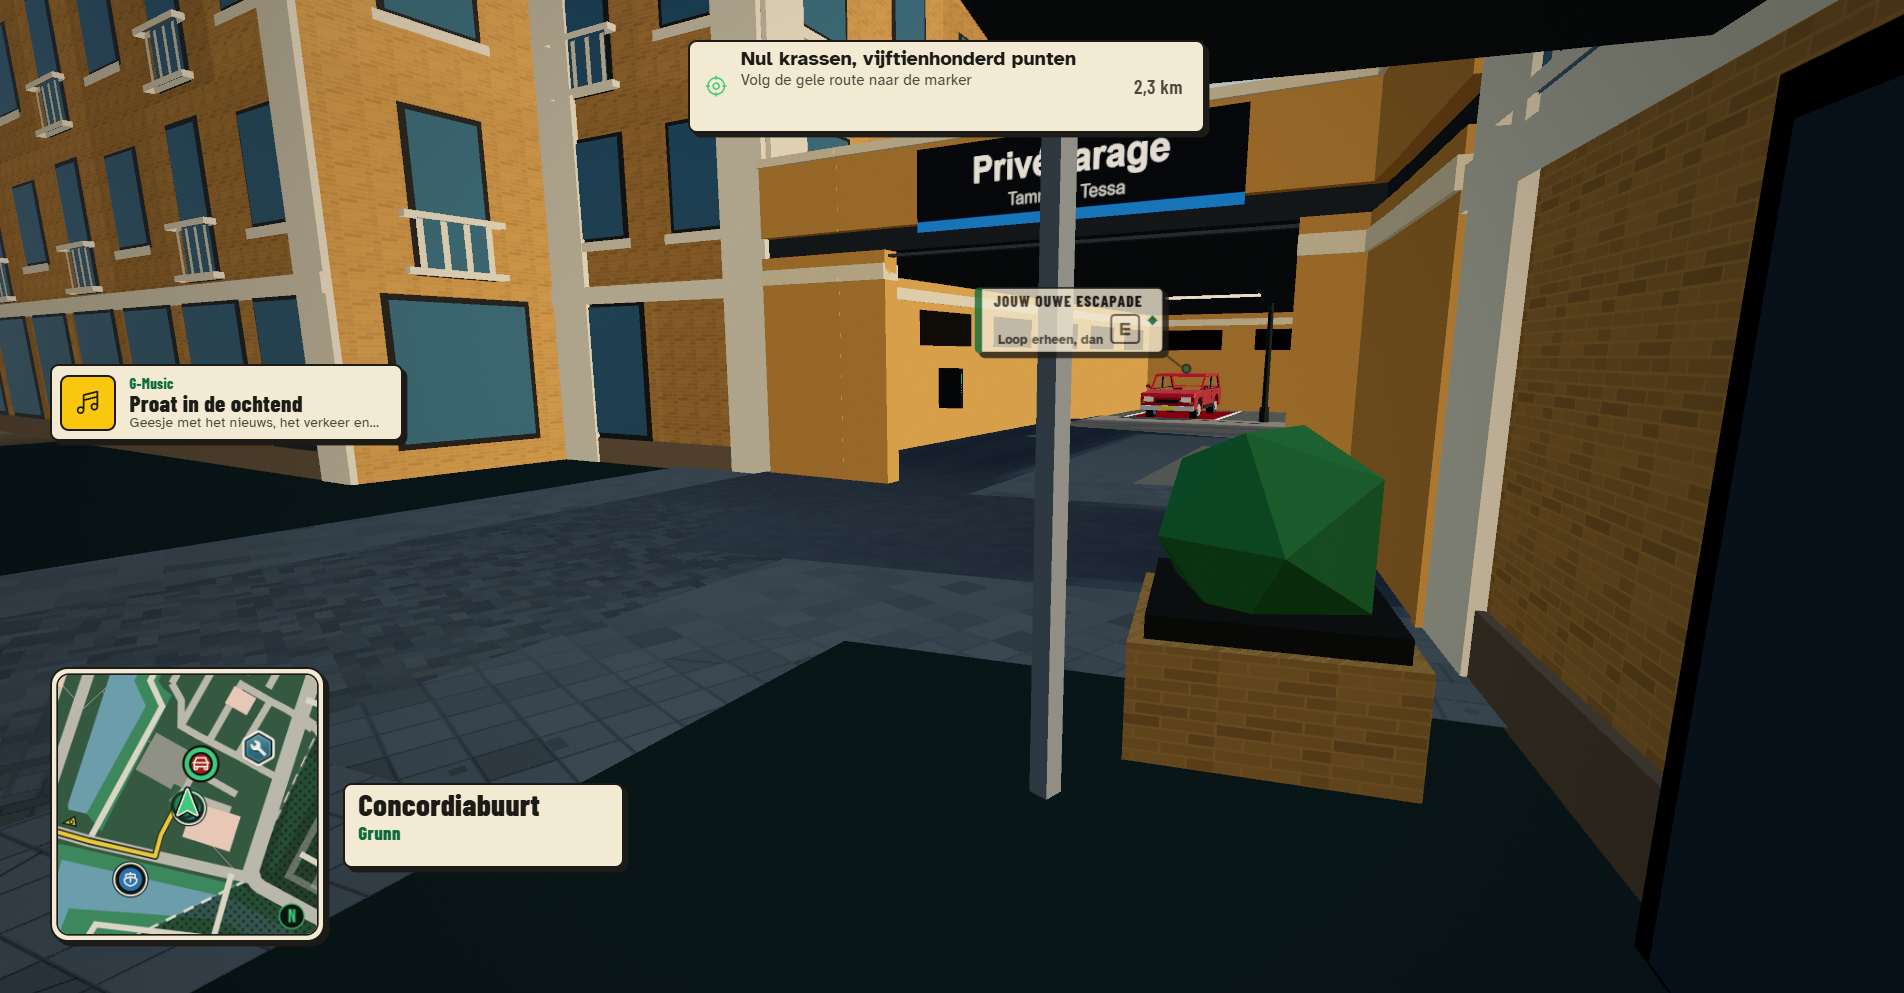 Nul krassen, vijftienhonderd punten
Volg de gele route naar de marker
2,3 km
Privé arage
Tam Tessa
JOUW OUWE ESCAPADE
Loop erheen, dan E
G-Music
Proat in de ochtend
Geesje met het nieuws, het verkeer en...
Concordiabuurt
Grunn
N